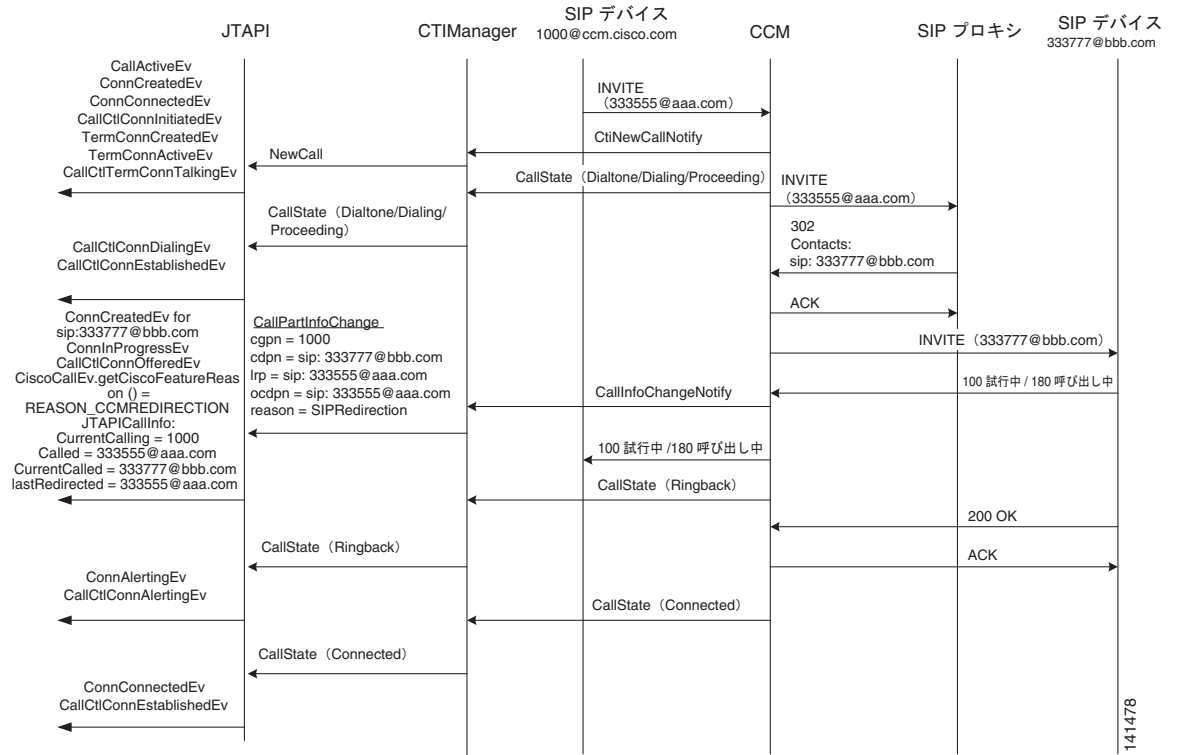 JTAPI
CTIManager
SIP デバイス
1000@ccm.cisco.com
CCM
SIP プロキシ
SIP デバイス
333777@bbb.com
CallActiveEv
ConnCreatedEv
ConnConnectedEv
CallCtlConnInitiatedEv
TermConnCreatedEv
TermConnActiveEv
CallCtlTermConnTalkingEv
INVITE
（333555@aaa.com）
CtiNewCallNotify
NewCall
CallState（Dialtone/Dialing/Proceeding）
INVITE
（333555@aaa.com）
CallState（Dialtone/Dialing/
Proceeding）
302
Contacts:
sip: 333777@bbb.com
CallCtlConnDialingEv
CallCtlConnEstablishedEv
ACK
ConnCreatedEv for
sip:333777@bbb.com
ConnInProgressEv
CallCtlConnOfferedEv
CiscoCallEv.getCiscoFeatureReas
on () =
REASON_CCMREDIRECTION
JTAPICallInfo:
CurrentCalling = 1000
Called = 333555@aaa.com
CurrentCalled = 333777@bbb.com
lastRedirected = 333555@aaa.com
CallPartInfoChange
cgpn = 1000
cdpn = sip: 333777@bbb.com
lrp = sip: 333555@aaa.com
ocdpn = sip: 333555@aaa.com
reason = SIPRedirection
INVITE（333777@bbb.com）
100 試行中 / 180 呼び出し中
CallInfoChangeNotify
100 試行中 /180 呼び出し中
CallState（Ringback）
200 OK
CallState（Ringback）
ACK
ConnAlertingEv
CallCtlConnAlertingEv
CallState（Connected）
CallState（Connected）
ConnConnectedEv
CallCtlConnEstablishedEv
141478